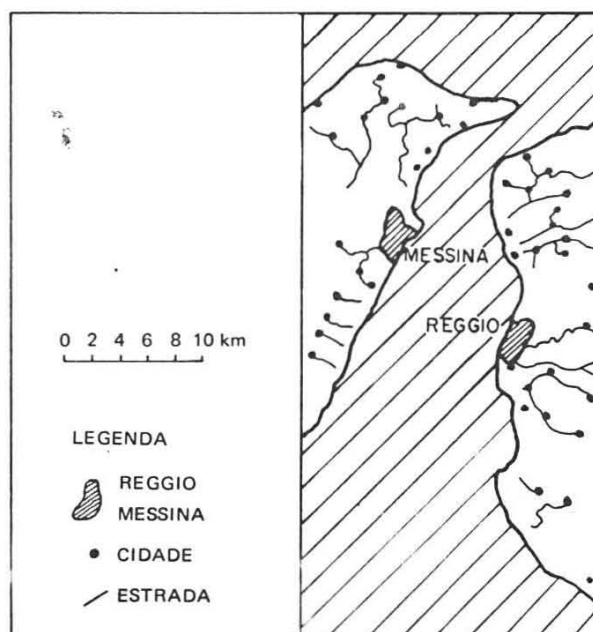 MESSINA
REGGIO
0 2 4 6 8 10 km
LEGENDA
REGGIO
MESSINA
CIDADE
ESTRADA